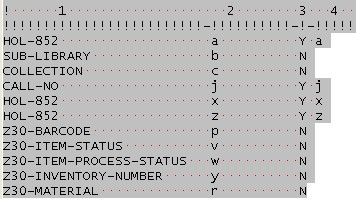 ! 1 2 3 4
HOL-852 a Y a
SUB-LIBRARY b N
COLLECTION c N
CALL-NO j Y j
HOL-852 x Y x
HOL-852 z Y z
Z30-BARCODE p N
Z30-ITEM-STATUS v N
Z30-ITEM-PROCESS-STATUS w N
Z30-INVENTORY-NUMBER y N
Z30-MATERIAL r N